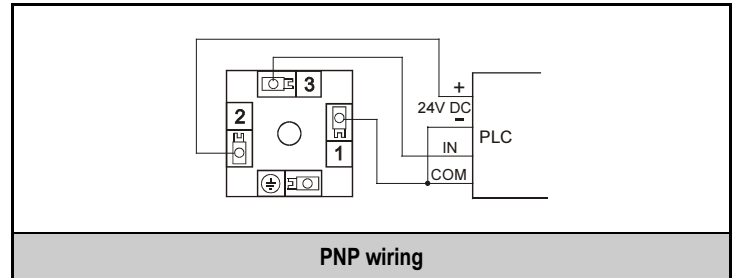 3
2
1
+
24V DC
−
PLC
IN
COM
PNP wiring